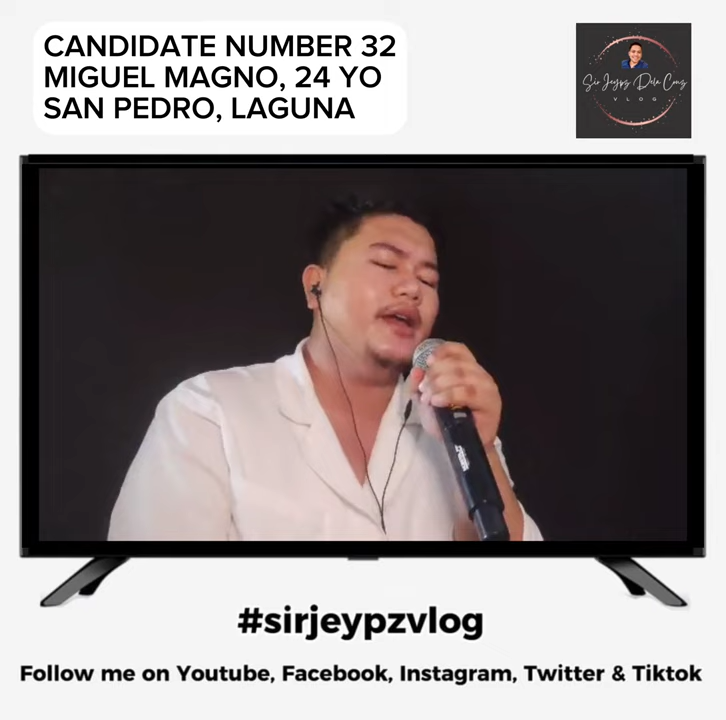 CANDIDATE NUMBER 32
MIGUEL MAGNO, 24 YO
SAN PEDRO, LAGUNA
Sir Jeypz Dela Cruz
VLOG
#sirjeypzvlog
Follow me on Youtube, Facebook, Instagram, Twitter & Tiktok